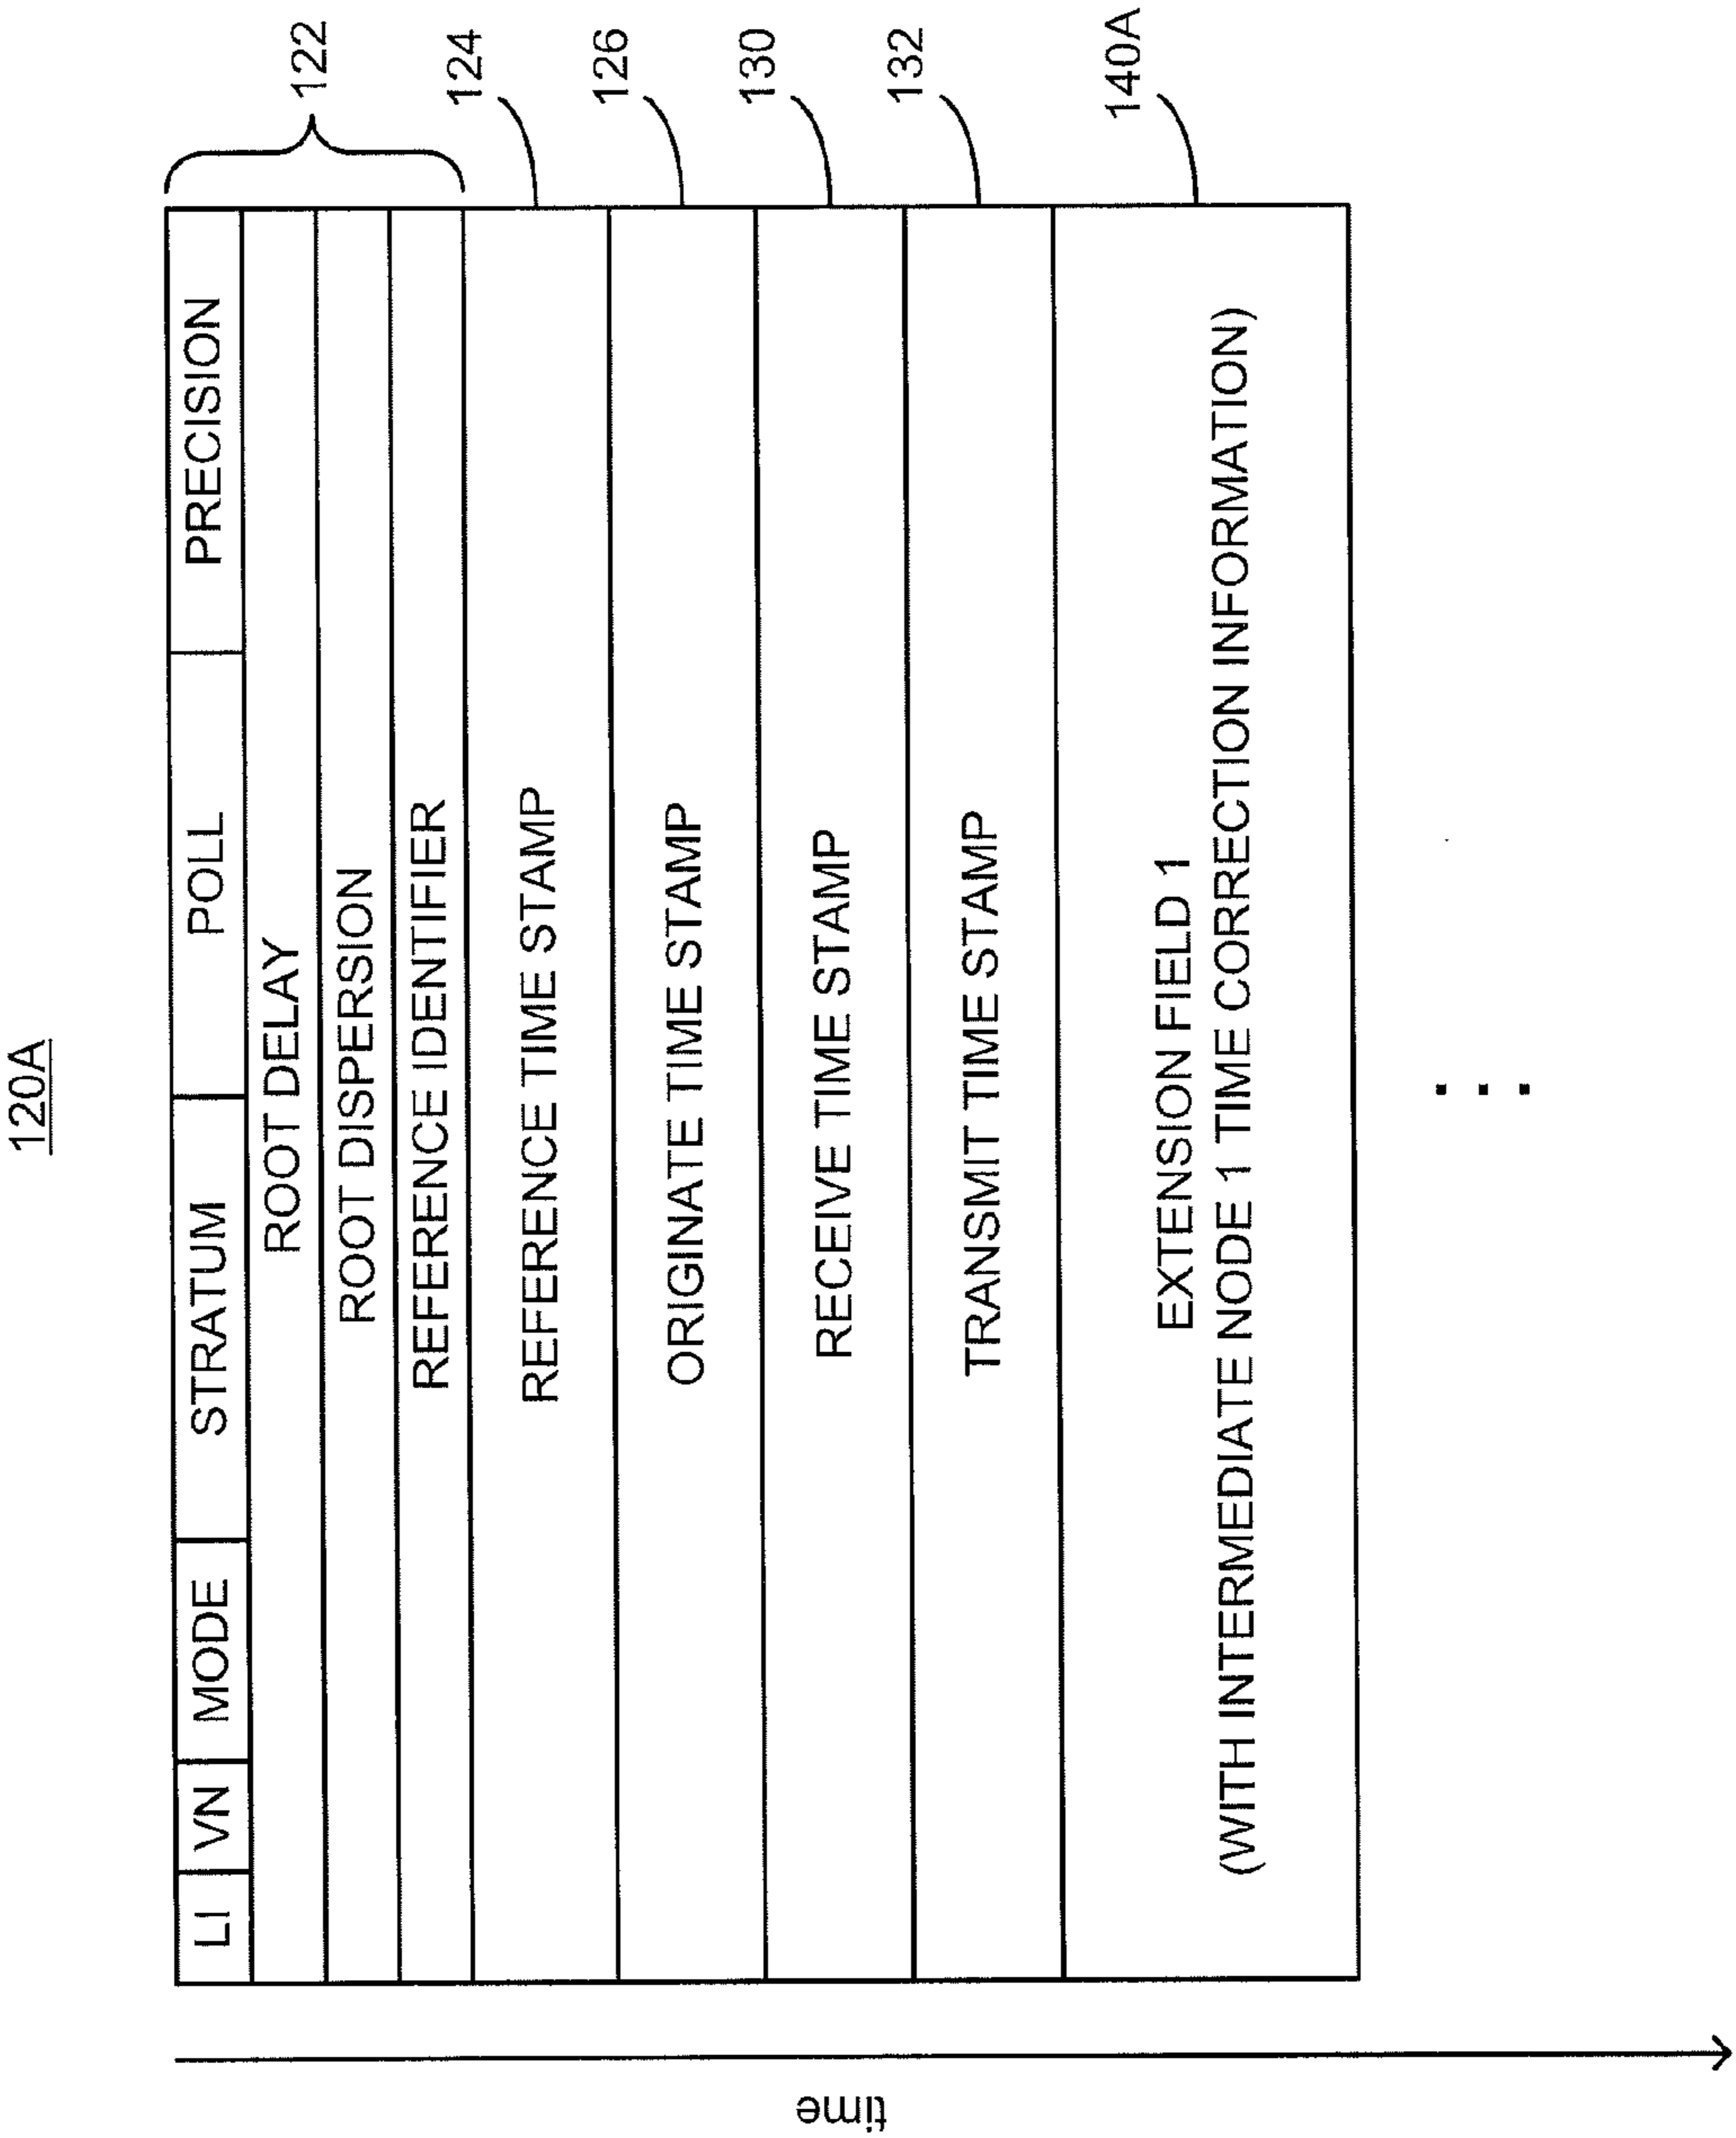 120A
LI VN MODE STRATUM POLL PRECISION
ROOT DELAY
ROOT DISPERSION
REFERENCE IDENTIFIER
122
REFERENCE TIME STAMP
124
ORIGINATE TIME STAMP
126
RECEIVE TIME STAMP
130
TRANSMIT TIME STAMP
132
EXTENSION FIELD 1
(WITH INTERMEDIATE NODE 1 TIME CORRECTION INFORMATION)
140A
. . .
time